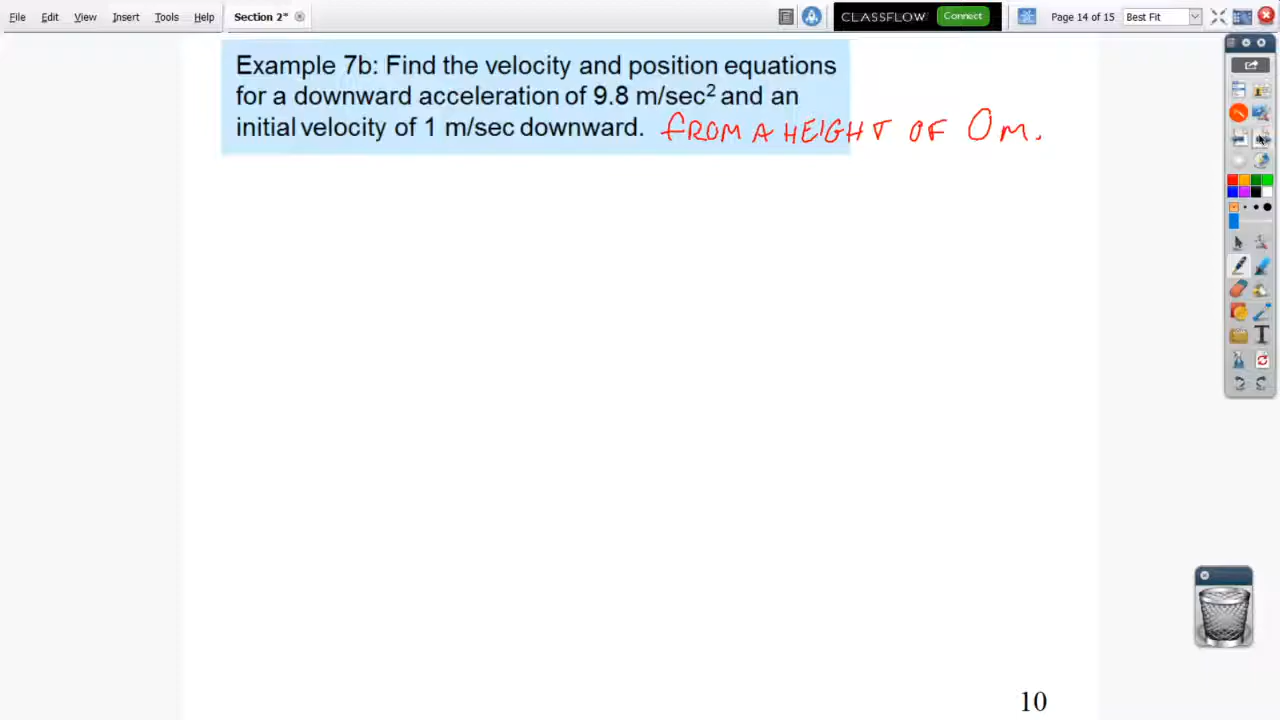 File Edit View Insert Tools Help Section 2* CLASSFLOW Connect Page 14 of 15 Best Fit
Example 7b: Find the velocity and position equations
for a downward acceleration of 9.8 m/sec² and an
initial velocity of 1 m/sec downward. FROM A HEIGHT OF 0m.
T
10